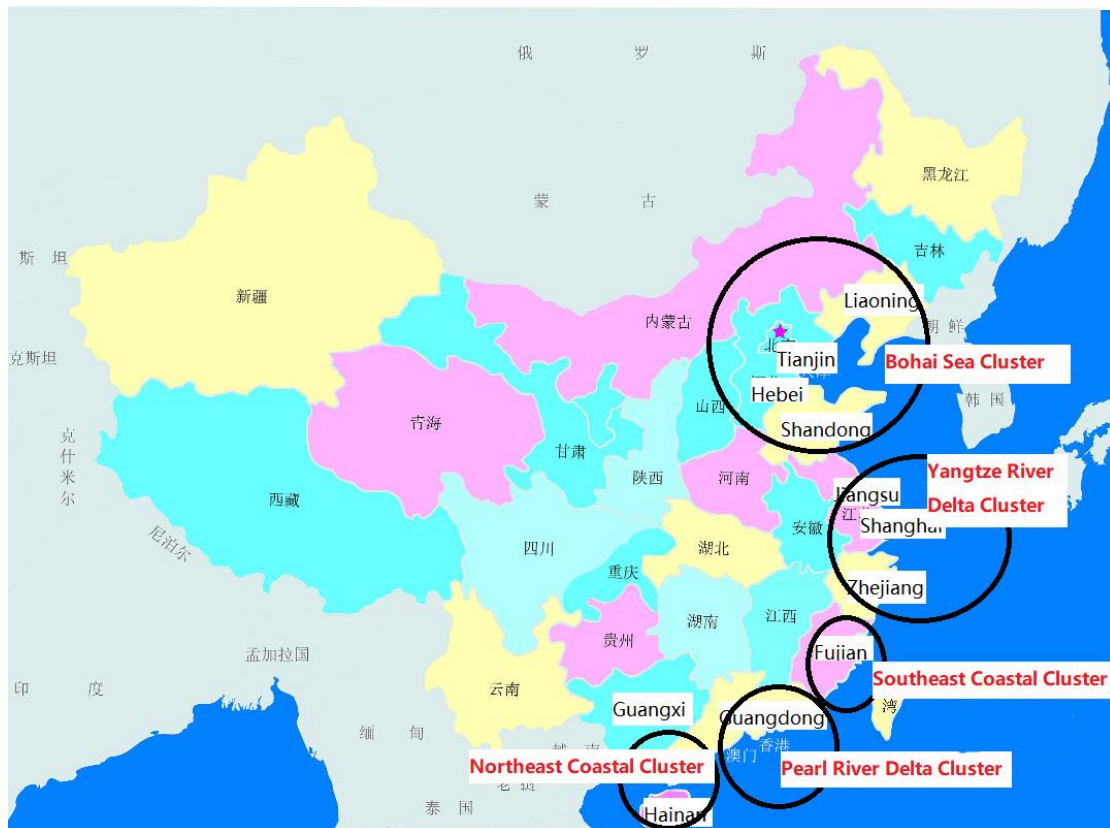 俄 罗 斯
黑龙江
蒙 古
吉林
斯 坦
新疆
Liaoning
内蒙古
朝 鲜
克斯坦
Tianjin
Bohai Sea Cluster
Hebei
山西
韩 国
青海
Shandong
甘肃
克什米尔
陕西
河南
Yangtze River
Delta Cluster
Jiangsu
西藏
安徽
Shanghai
尼泊尔
四川
湖北
重庆
Zhejiang
江西
湖南
贵州
Fujian
孟加拉国
Southeast Coastal Cluster
印 度
云南
湾
Guangxi
Guangdong
缅 甸
香港
澳门
Northeast Coastal Cluster
Pearl River Delta Cluster
泰 国
Hainan